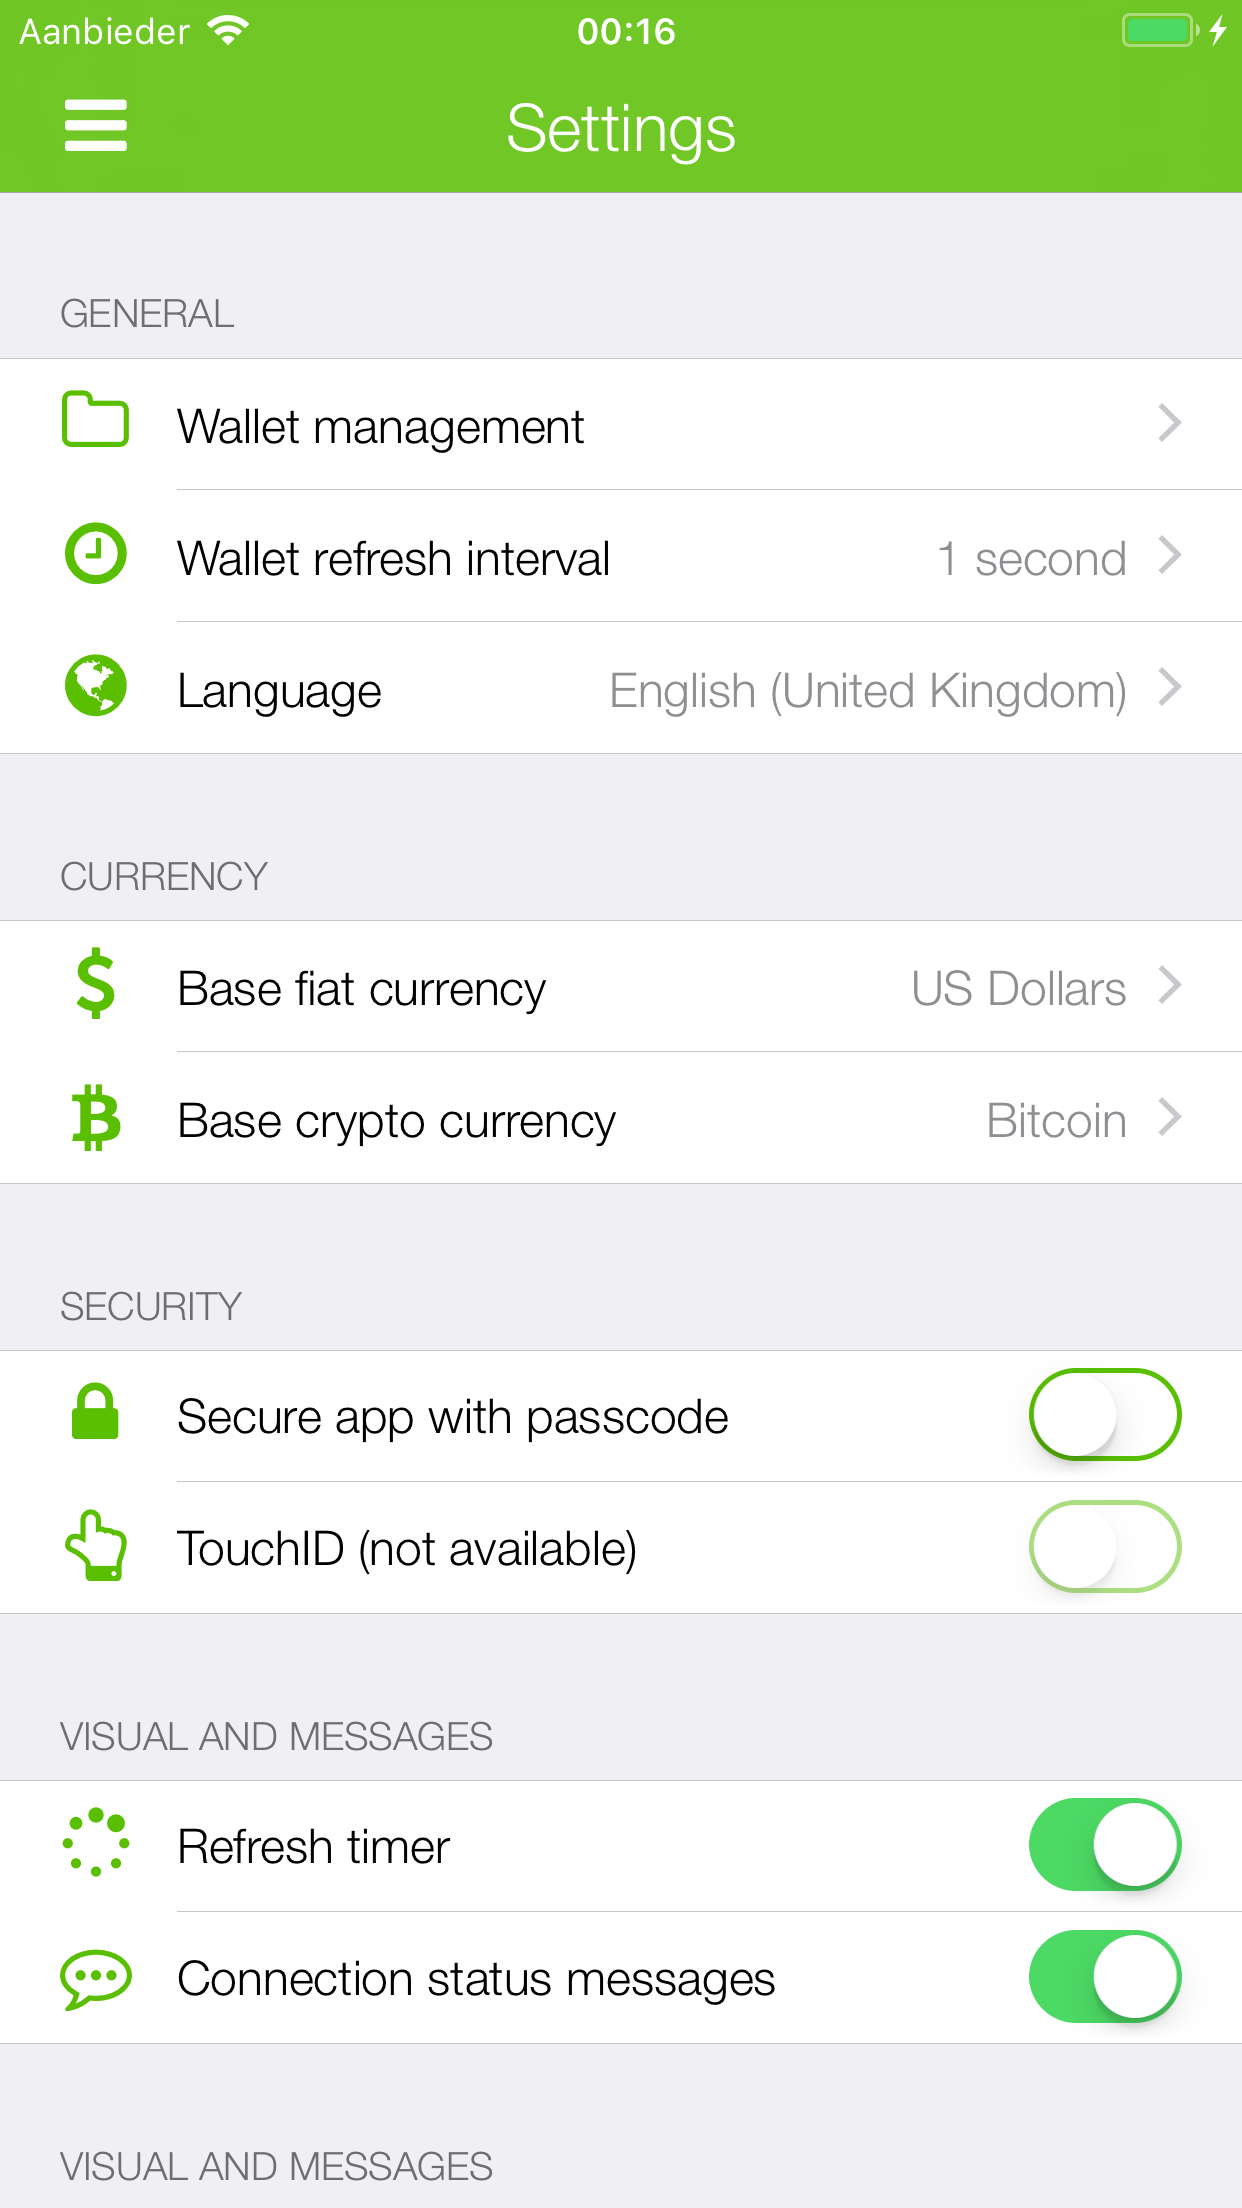 Aanbieder 00:16
Settings
GENERAL
Wallet management
Wallet refresh interval 1 second
Language English (United Kingdom)
CURRENCY
Base fiat currency US Dollars
Base crypto currency Bitcoin
SECURITY
Secure app with passcode
TouchID (not available)
VISUAL AND MESSAGES
Refresh timer
Connection status messages
VISUAL AND MESSAGES